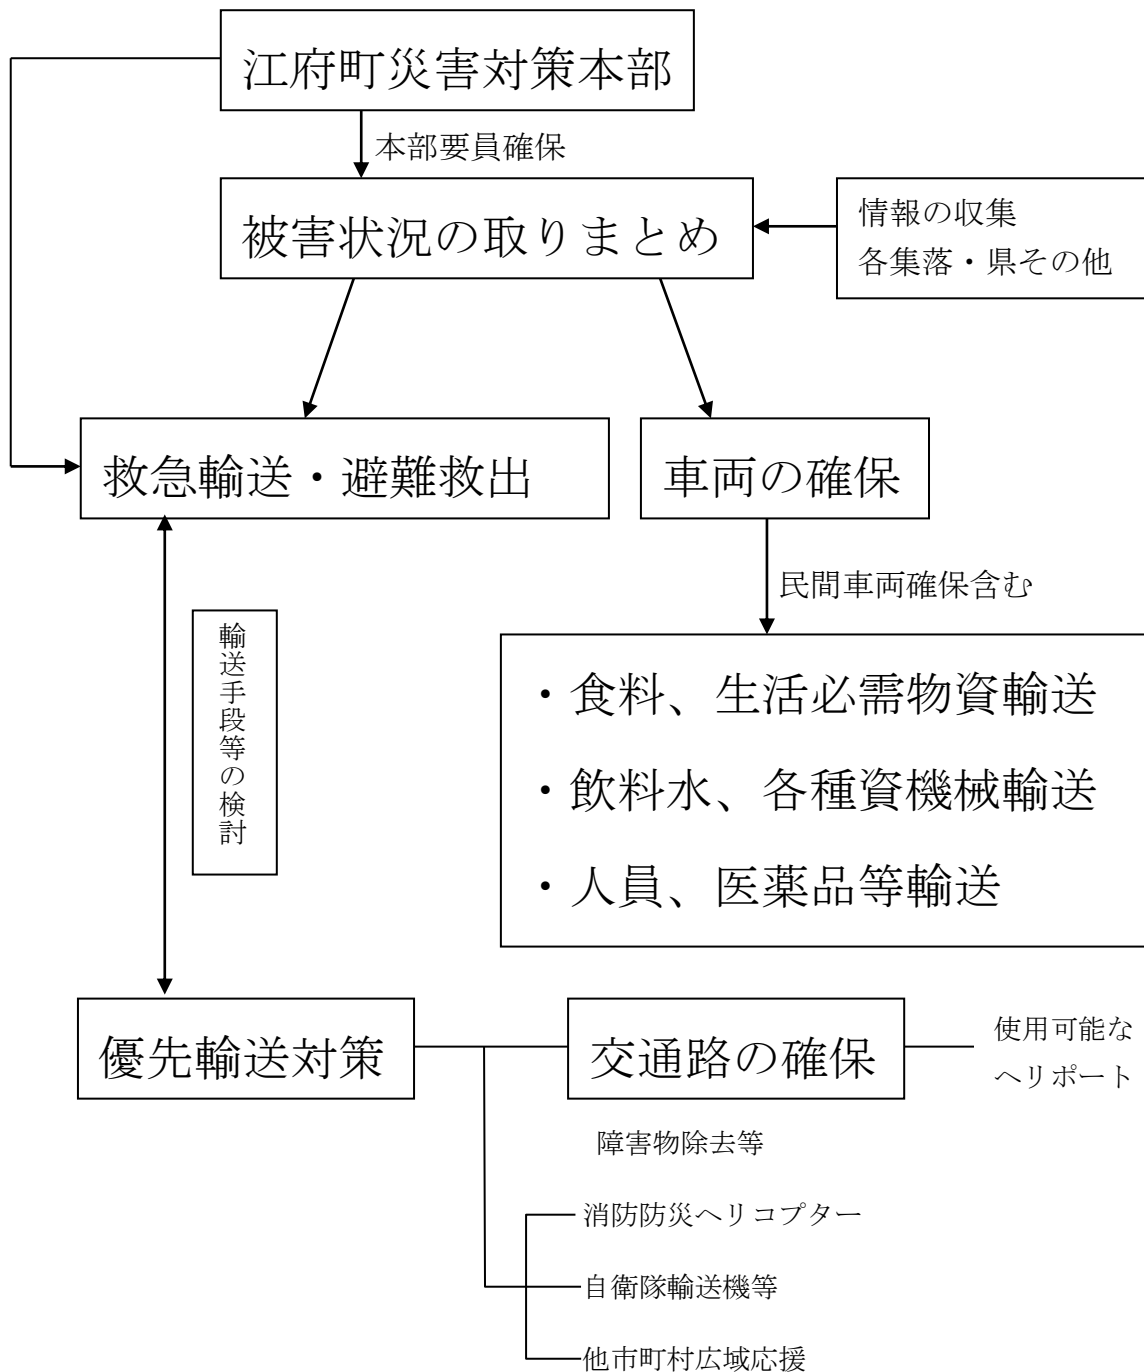 江府町災害対策本部
本部要員確保
被害状況の取りまとめ
情報の収集
各集落・県その他
救急輸送・避難救出
車両の確保
民間車両確保含む
輸送手段等の検討
・食料、生活必需物資輸送
・飲料水、各種資機械輸送
・人員、医薬品等輸送
優先輸送対策
交通路の確保
使用可能な
ヘリポート
障害物除去等
消防防災ヘリコプター
自衛隊輸送機等
他市町村広域応援